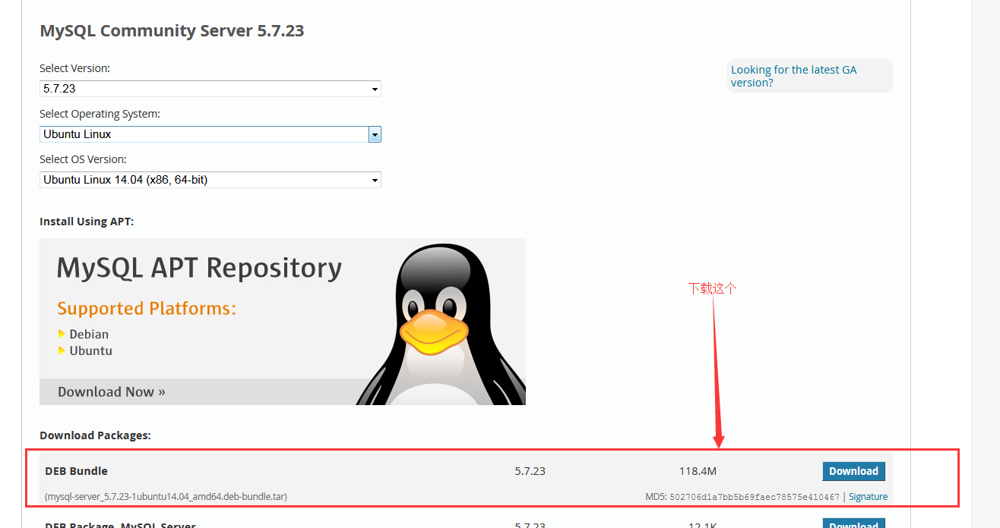 MySQL Community Server 5.7.23
Select Version:
5.7.23
Looking for the latest GA
version?
Select Operating System:
Ubuntu Linux
Select OS Version:
Ubuntu Linux 14.04 (x86, 64-bit)
Install Using APT:
MySQL APT Repository
Supported Platforms:
Debian
Ubuntu
Download Now »
下载这个
Download Packages:
DEB Bundle 5.7.23 118.4M Download
(mysql-server_5.7.23-1ubuntu14.04_amd64.deb-bundle.tar) MD5: 502706d1a7bb5b69faec78575e410467 | Signature
DEB Package, MySQL Server 5.7.23 12.1K Download